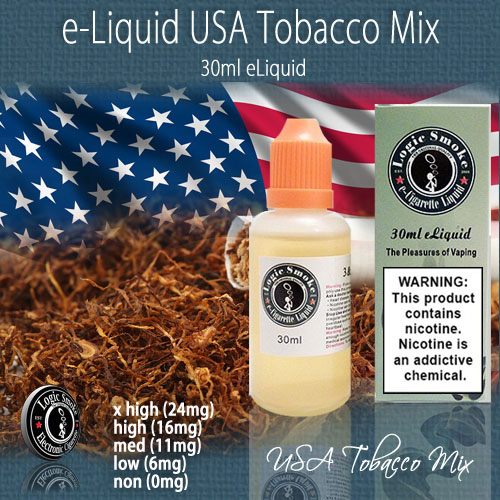 e-Liquid USA Tobacco Mix
30ml eLiquid
Logic Smoke
e-Cigarette Liquid
30ml eLiquid
The Pleasures of Vaping
WARNING:
This product
contains
nicotine.
Nicotine is
an addictive
chemical.
Logic Smoke
e-Cigarette Liquid
30ml
Logic Smoke
Electronic Cigarette
x high (24mg)
high (16mg)
med (11mg)
low (6mg)
non (0mg)
USA Tobacco Mix